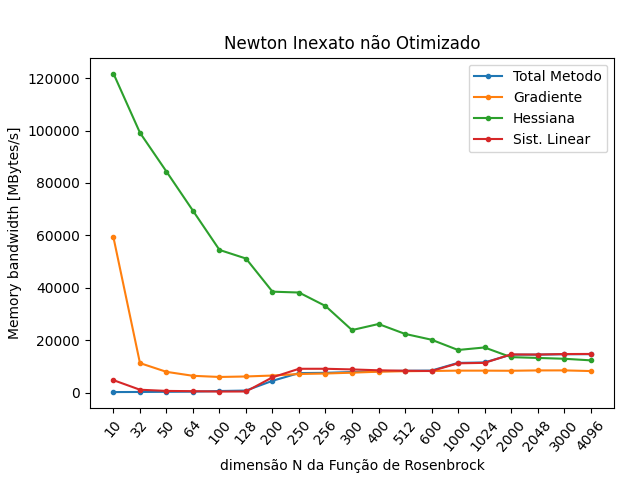 Newton Inexato não Otimizado
Total Metodo
Gradiente
Hessiana
Sist. Linear
Memory bandwidth [MBytes/s]
120000
100000
80000
60000
40000
20000
0
10 32 50 64 100 128 200 250 256 300 400 512 600 1000 1024 2000 2048 3000 4096
dimensão N da Função de Rosenbrock